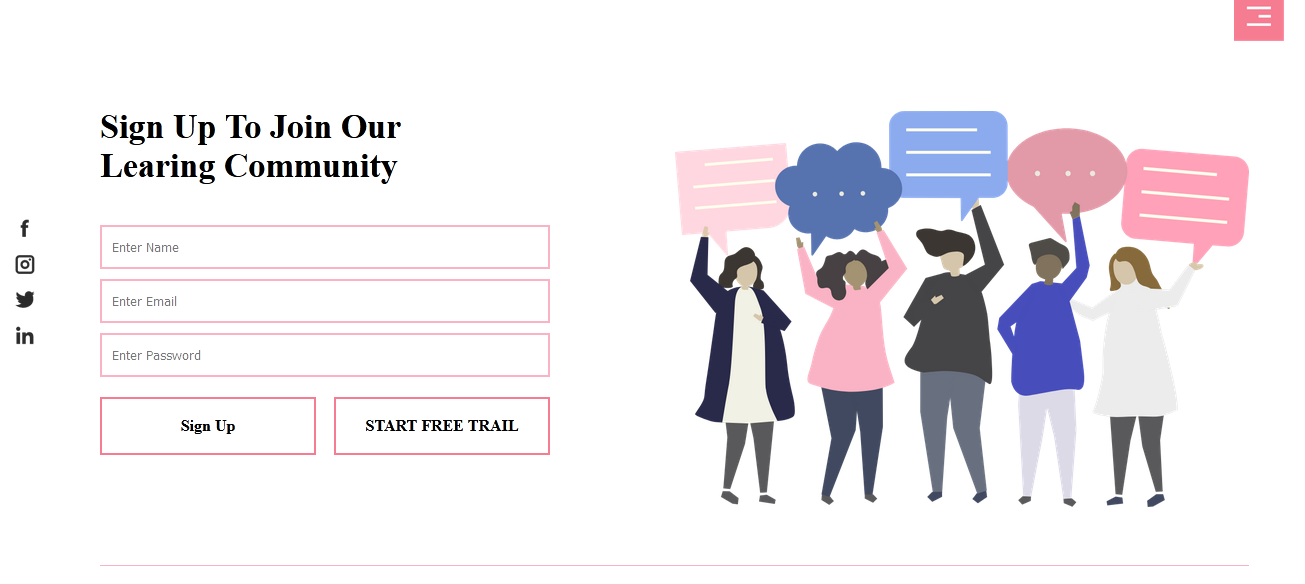 Sign Up To Join Our
Learing Community
Enter Name
Enter Email
Enter Password
Sign Up
START FREE TRAIL